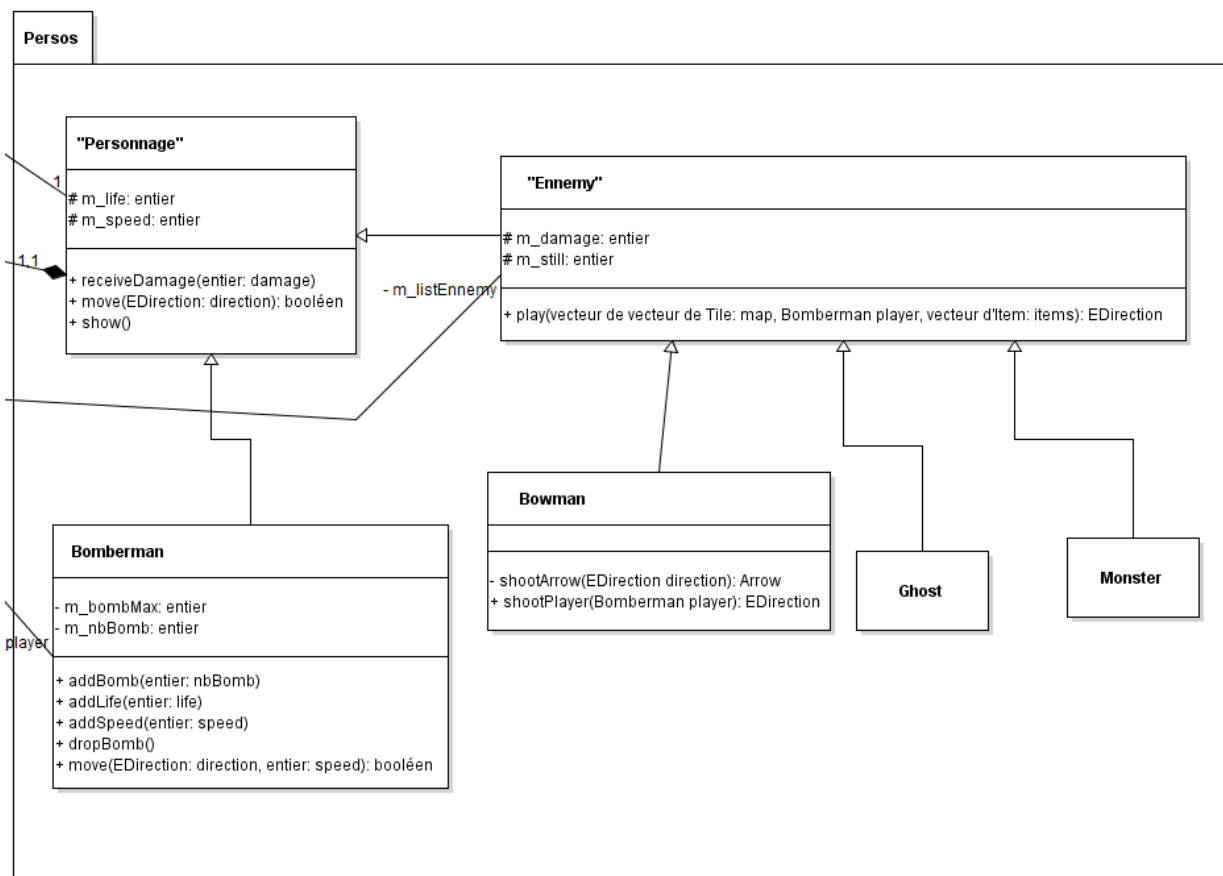 Persos
"Personnage"
1
# m_life: entier
# m_speed: entier
1,1
+ receiveDamage(entier: damage)
+ move(EDirection: direction): booléen
+ show()
"Ennemy"
# m_damage: entier
# m_still: entier
- m_listEnnemy
+ play(vecteur de vecteur de Tile: map, Bomberman player, vecteur d'Item: items): EDirection
Bomberman
- m_bombMax: entier
- m_nbBomb: entier
player
+ addBomb(entier: nbBomb)
+ addLife(entier: life)
+ addSpeed(entier: speed)
+ dropBomb()
+ move(EDirection: direction, entier: speed): booléen
Bowman
- shootArrow(EDirection direction): Arrow
+ shootPlayer(Bomberman player): EDirection
Ghost
Monster